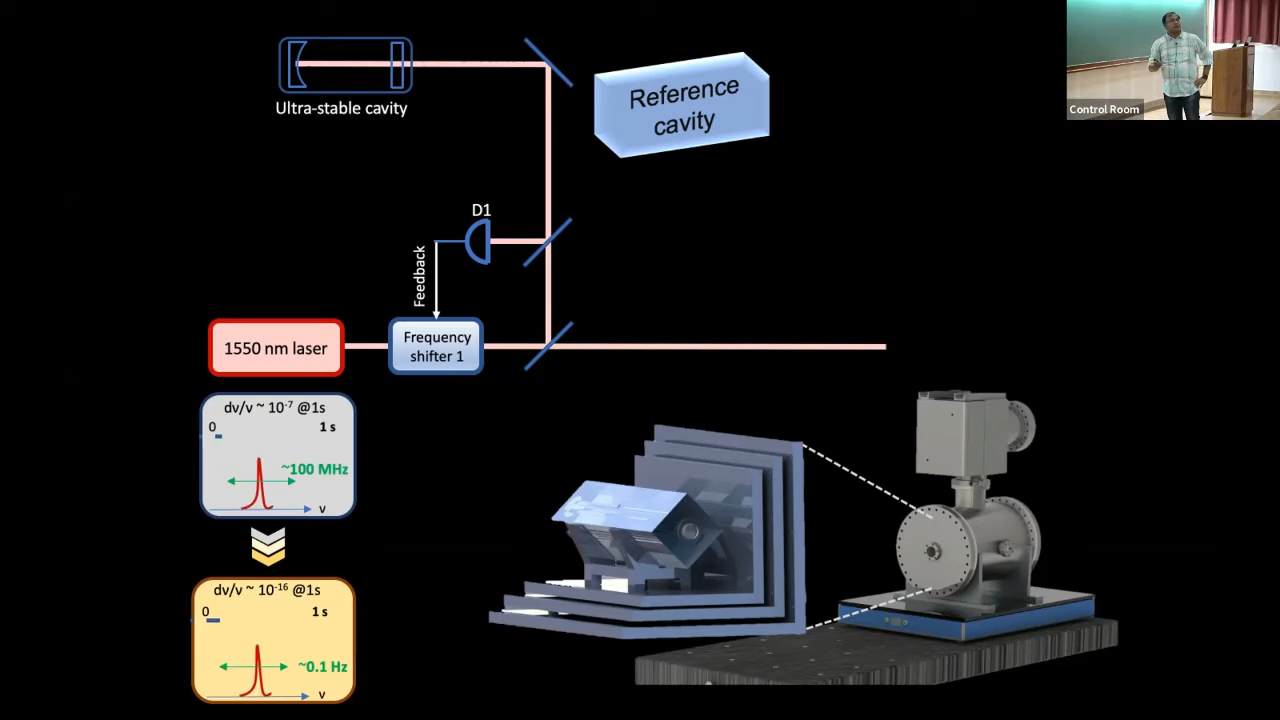 Ultra-stable cavity
Reference
cavity
Control Room
D1
Feedback
1550 nm laser
Frequency
shifter 1
dν/ν ~ 10⁻⁷ @1s
0 1 s
~100 MHz
ν
dν/ν ~ 10⁻¹⁶ @1s
0 1 s
~0.1 Hz
ν